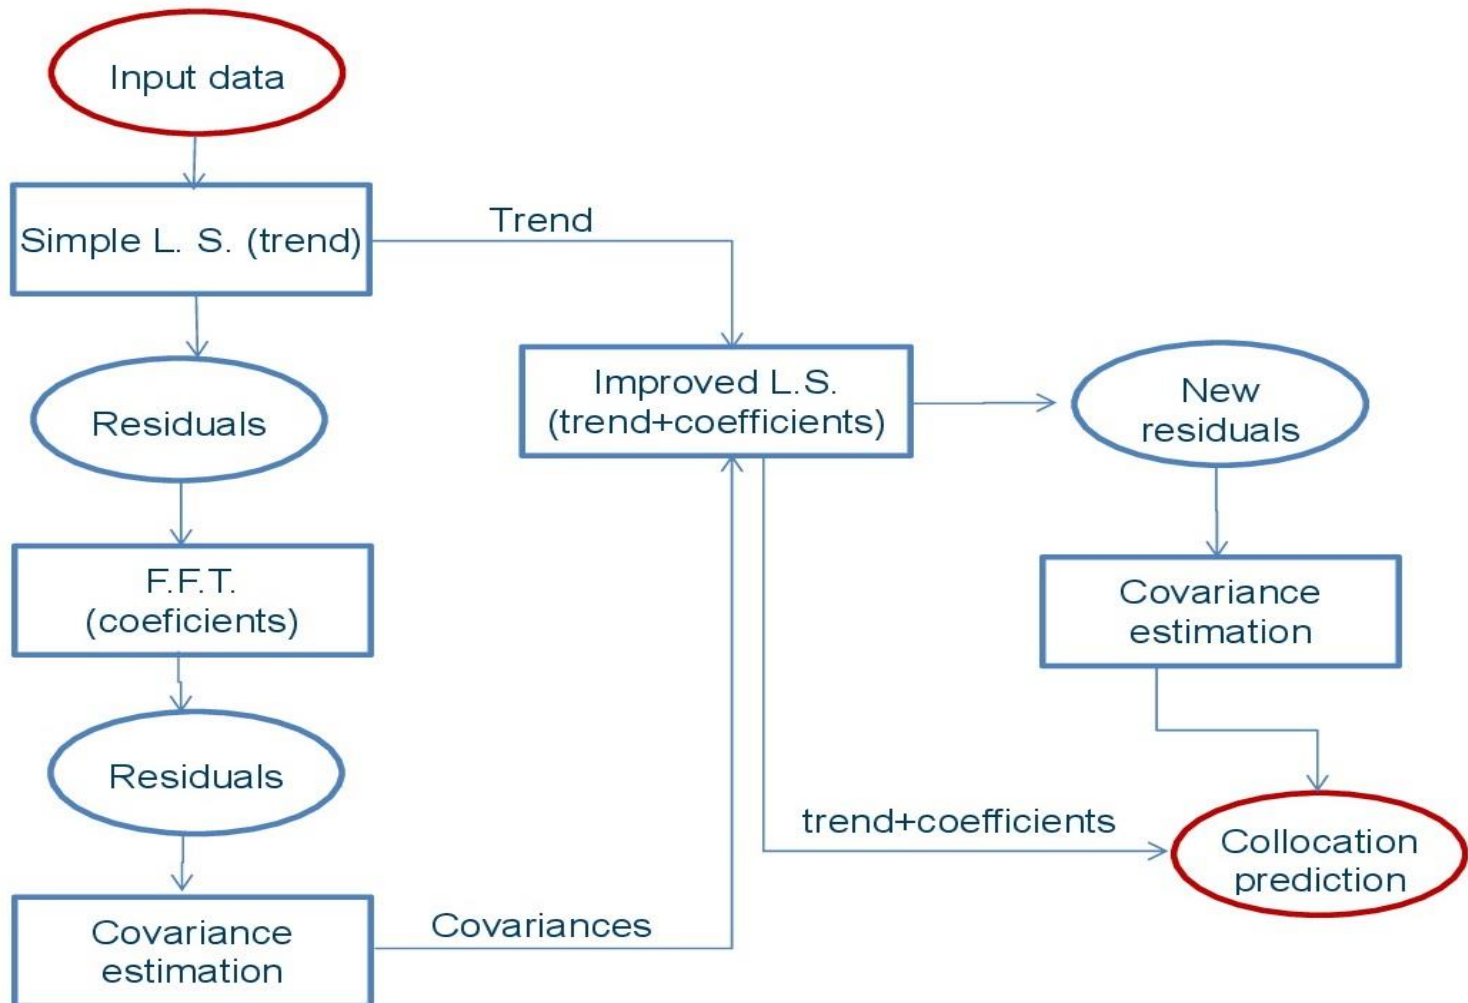 Input data
Simple L. S. (trend)
Trend
Residuals
Improved L.S.
(trend+coefficients)
New
residuals
F.F.T.
(coeficients)
Covariance
estimation
Residuals
trend+coefficients
Collocation
prediction
Covariance
estimation
Covariances